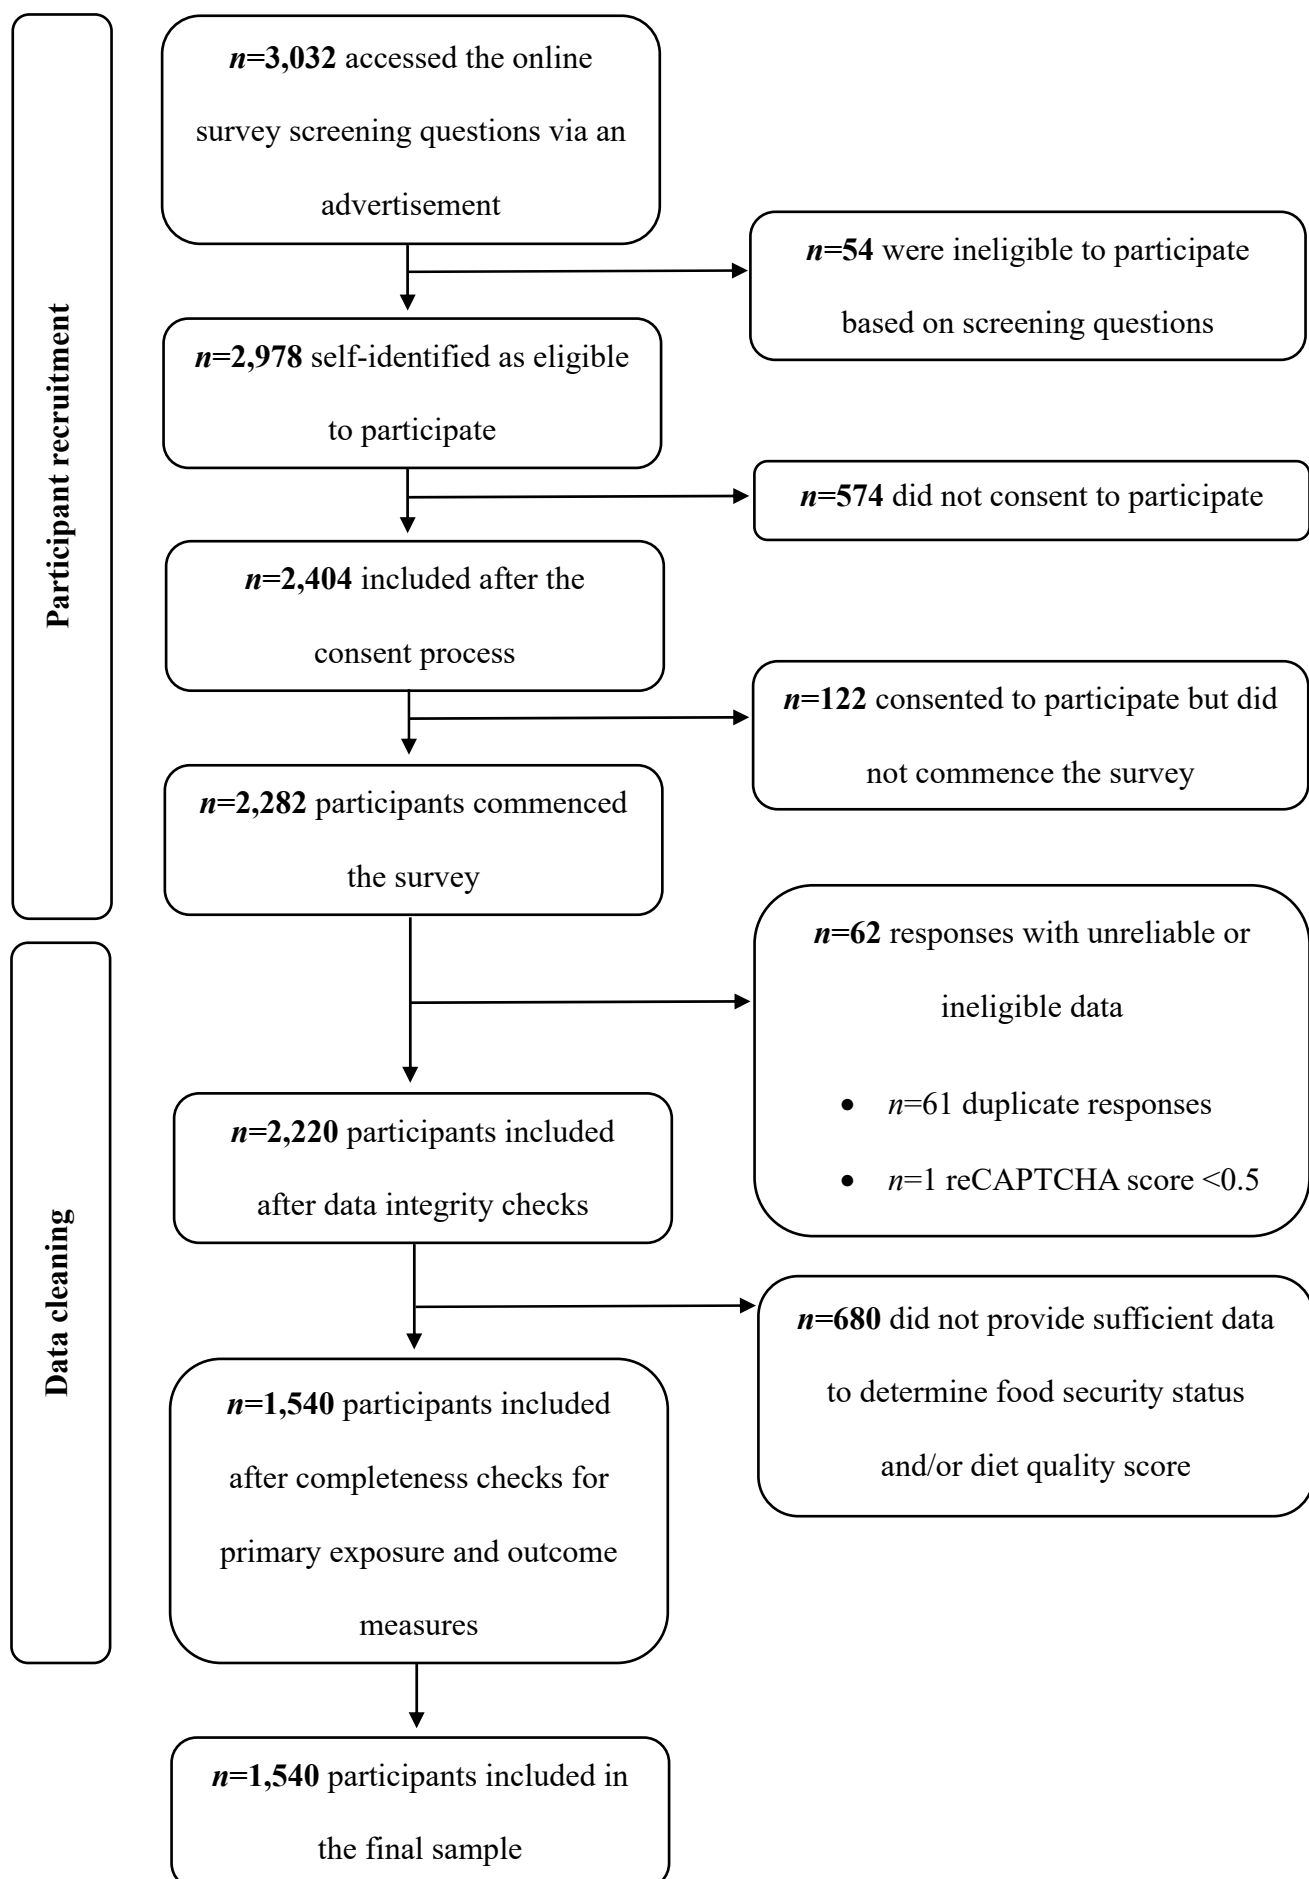 Participant recruitment
n=3,032 accessed the online
survey screening questions via an
advertisement
n=54 were ineligible to participate
based on screening questions
n=2,978 self-identified as eligible
to participate
n=574 did not consent to participate
n=2,404 included after the
consent process
n=122 consented to participate but did
not commence the survey
n=2,282 participants commenced
the survey
Data cleaning
n=62 responses with unreliable or
ineligible data
• n=61 duplicate responses
• n=1 reCAPTCHA score <0.5
n=2,220 participants included
after data integrity checks
n=680 did not provide sufficient data
to determine food security status
and/or diet quality score
n=1,540 participants included
after completeness checks for
primary exposure and outcome
measures
n=1,540 participants included in
the final sample